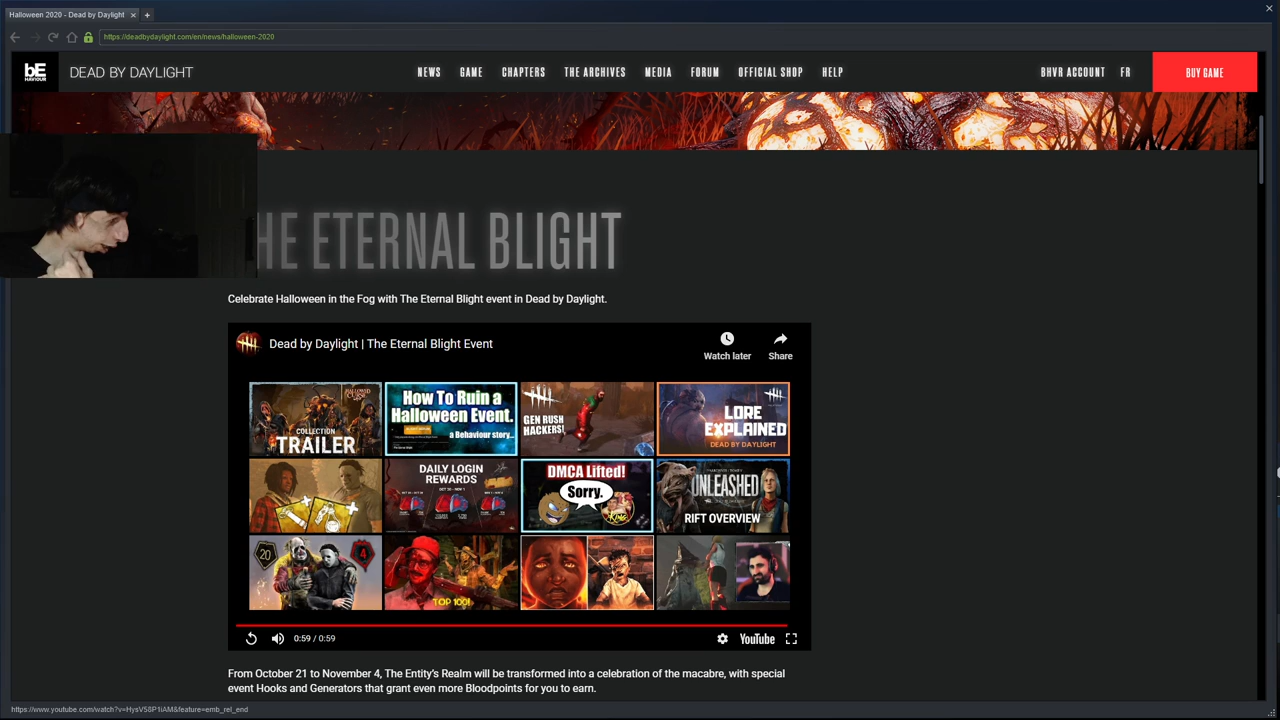 Halloween 2020 - Dead by Daylight
https://deadbydaylight.com/en/news/halloween-2020
bE
HAVIOUR
DEAD BY DAYLIGHT
NEWS GAME CHAPTERS THE ARCHIVES MEDIA FORUM OFFICIAL SHOP HELP
BHVR ACCOUNT FR BUY GAME
HE ETERNAL BLIGHT
Celebrate Halloween in the Fog with The Eternal Blight event in Dead by Daylight.
Dead by Daylight | The Eternal Blight Event
Watch later Share
COLLECTION
TRAILER
How To Ruin a
Halloween Event.
a Behaviour story...
GEN RUSH
HACKERS!
LORE
EXPLAINED
DEAD BY DAYLIGHT
DAILY LOGIN
REWARDS
DMCA Lifted!
Sorry.
UNLEASHED
RIFT OVERVIEW
20 4
TOP 100!
0:59 / 0:59
YouTube
From October 21 to November 4, The Entity's Realm will be transformed into a celebration of the macabre, with special
event Hooks and Generators that grant even more Bloodpoints for you to earn.
https://www.youtube.com/watch?v=HysVS8P1iAM&feature=emb_rel_end